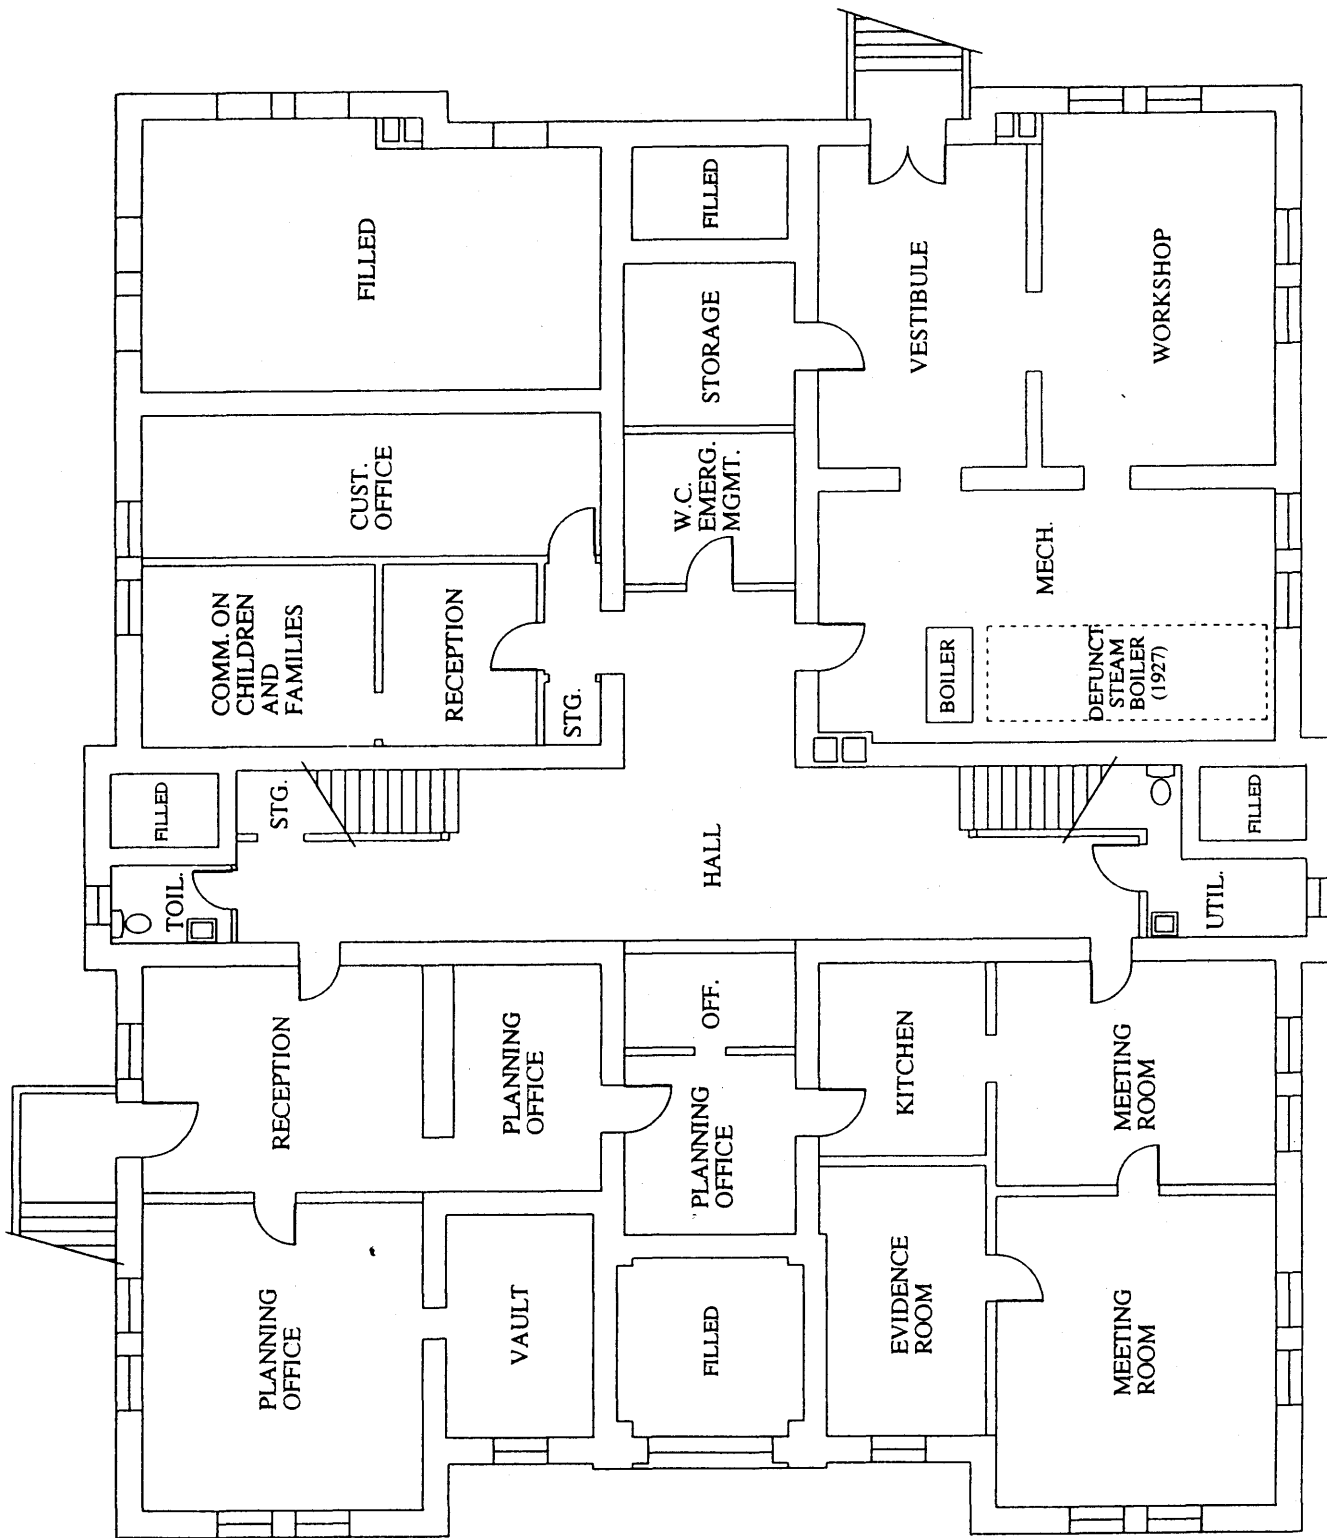 TOIL.
FILLED
PLANNING
OFFICE
RECEPTION
STG.
COMM. ON
CHILDREN
AND
FAMILIES
CUST.
OFFICE
FILLED
RECEPTION
VAULT
PLANNING
OFFICE
STG.
FILLED
PLANNING
OFFICE
OFF.
HALL
W.C.
EMERG.
MGMT.
STORAGE
FILLED
EVIDENCE
ROOM
KITCHEN
BOILER
MECH.
VESTIBULE
MEETING
ROOM
MEETING
ROOM
DEFUNCT
STEAM
BOILER
(1927)
WORKSHOP
UTIL.
FILLED